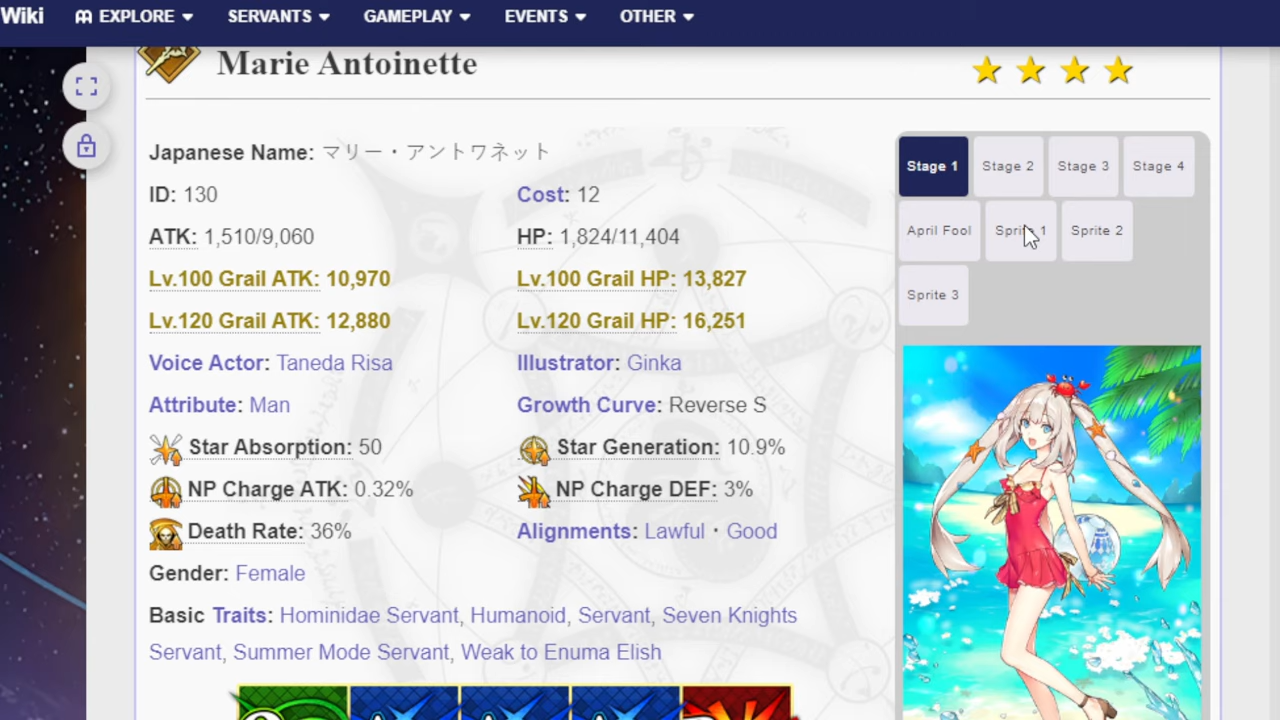 Wiki EXPLORE SERVANTS GAMEPLAY EVENTS OTHER
Marie Antoinette
Japanese Name: マリー・アントワネット
ID: 130 Cost: 12
ATK: 1,510/9,060 HP: 1,824/11,404
Lv.100 Grail ATK: 10,970 Lv.100 Grail HP: 13,827
Lv.120 Grail ATK: 12,880 Lv.120 Grail HP: 16,251
Voice Actor: Taneda Risa Illustrator: Ginka
Attribute: Man Growth Curve: Reverse S
Star Absorption: 50 Star Generation: 10.9%
NP Charge ATK: 0.32% NP Charge DEF: 3%
Death Rate: 36% Alignments: Lawful・Good
Gender: Female
Basic Traits: Hominidae Servant, Humanoid, Servant, Seven Knights
Servant, Summer Mode Servant, Weak to Enuma Elish
Stage 1 Stage 2 Stage 3 Stage 4
April Fool Sprite 1 Sprite 2
Sprite 3